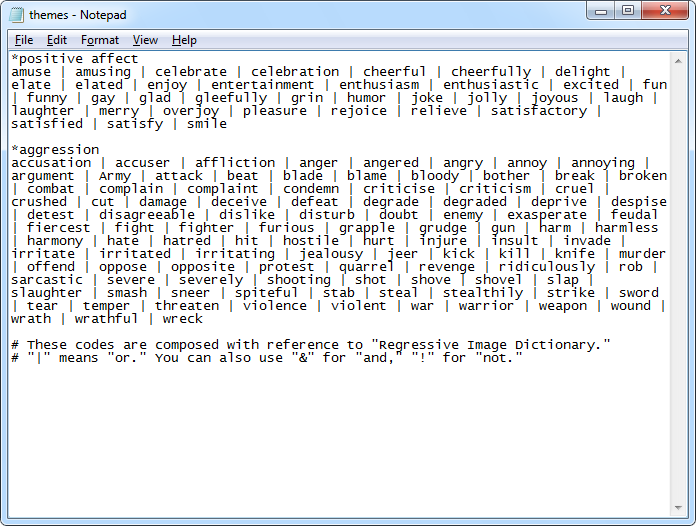 themes - Notepad
File Edit Format View Help
*positive affect
amuse | amusing | celebrate | celebration | cheerful | cheerfully | delight |
elate | elated | enjoy | entertainment | enthusiasm | enthusiastic | excited | fun
| funny | gay | glad | gleefully | grin | humor | joke | jolly | joyous | laugh |
laughter | merry | overjoy | pleasure | rejoice | relieve | satisfactory |
satisfied | satisfy | smile
*aggression
accusation | accuser | affliction | anger | angered | angry | annoy | annoying |
argument | Army | attack | beat | blade | blame | bloody | bother | break | broken
| combat | complain | complaint | condemn | criticise | criticism | cruel |
crushed | cut | damage | deceive | defeat | degrade | degraded | deprive | despise
| detest | disagreeable | dislike | disturb | doubt | enemy | exasperate | feudal
| fiercest | fight | fighter | furious | grapple | grudge | gun | harm | harmless
| harmony | hate | hatred | hit | hostile | hurt | injure | insult | invade |
irritate | irritated | irritating | jealousy | jeer | kick | kill | knife | murder
| offend | oppose | opposite | protest | quarrel | revenge | ridiculously | rob |
sarcastic | severe | severely | shooting | shot | shove | shovel | slap |
slaughter | smash | sneer | spiteful | stab | steal | stealthily | strike | sword
| tear | temper | threaten | violence | violent | war | warrior | weapon | wound |
wrath | wrathful | wreck
# These codes are composed with reference to "Regressive Image Dictionary."
# "|" means "or." You can also use "&" for "and," "!" for "not."